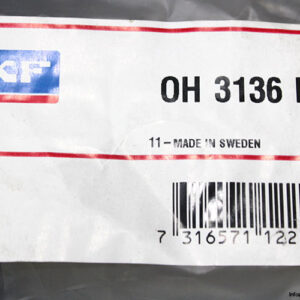 SKF
OH 3136 H
11-MADE IN SWEDEN
7 316571 122